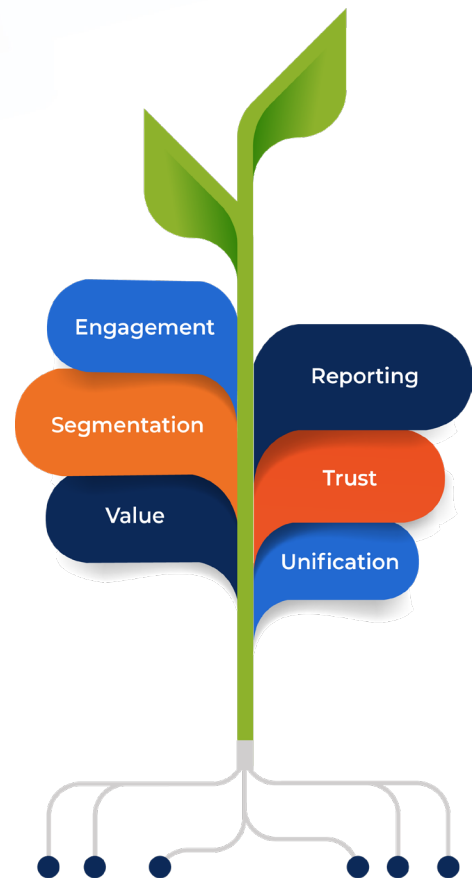 Engagement
Segmentation
Value
Reporting
Trust
Unification